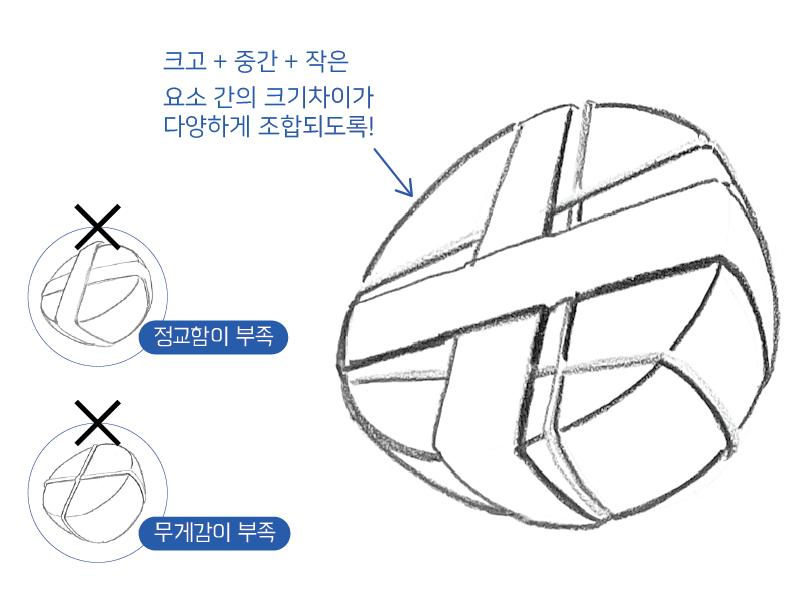 크고 + 중간 + 작은
요소 간의 크기차이가
다양하게 조합되도록!
정교함이 부족
무게감이 부족